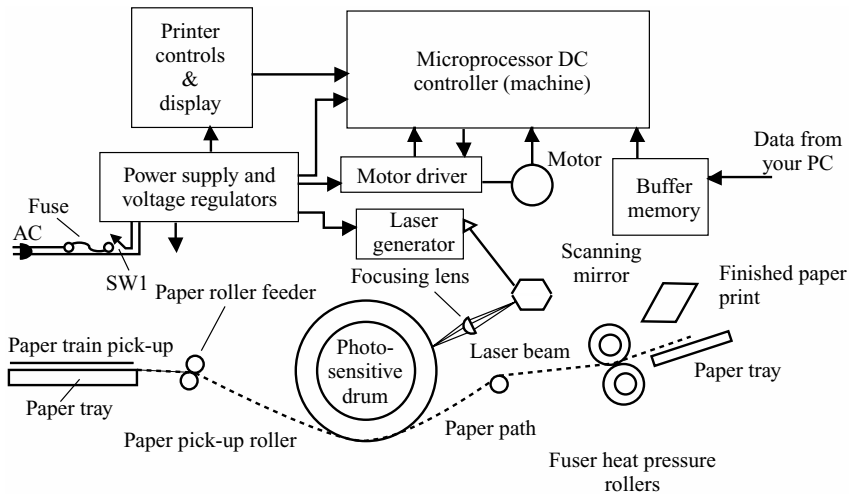 Printer
controls
&
display
Microprocessor DC
controller (machine)
Data from
your PC
Power supply and
voltage regulators
Motor driver
Motor
Buffer
memory
Fuse
AC
SW1
Laser
generator
Scanning
mirror
Focusing lens
Finished paper
print
Paper roller feeder
Paper train pick-up
Photo-
sensitive
drum
Laser beam
Paper tray
Paper tray
Paper pick-up roller
Paper path
Fuser heat pressure
rollers